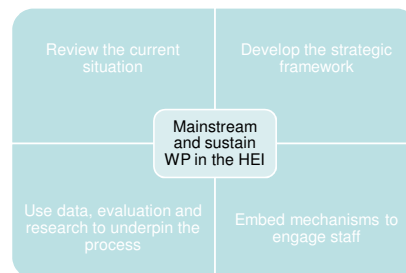 Review the current
situation
Develop the strategic
framework
Mainstream
and sustain
WP in the HEI
Use data, evaluation and
research to underpin the
process
Embed mechanisms to
engage staff